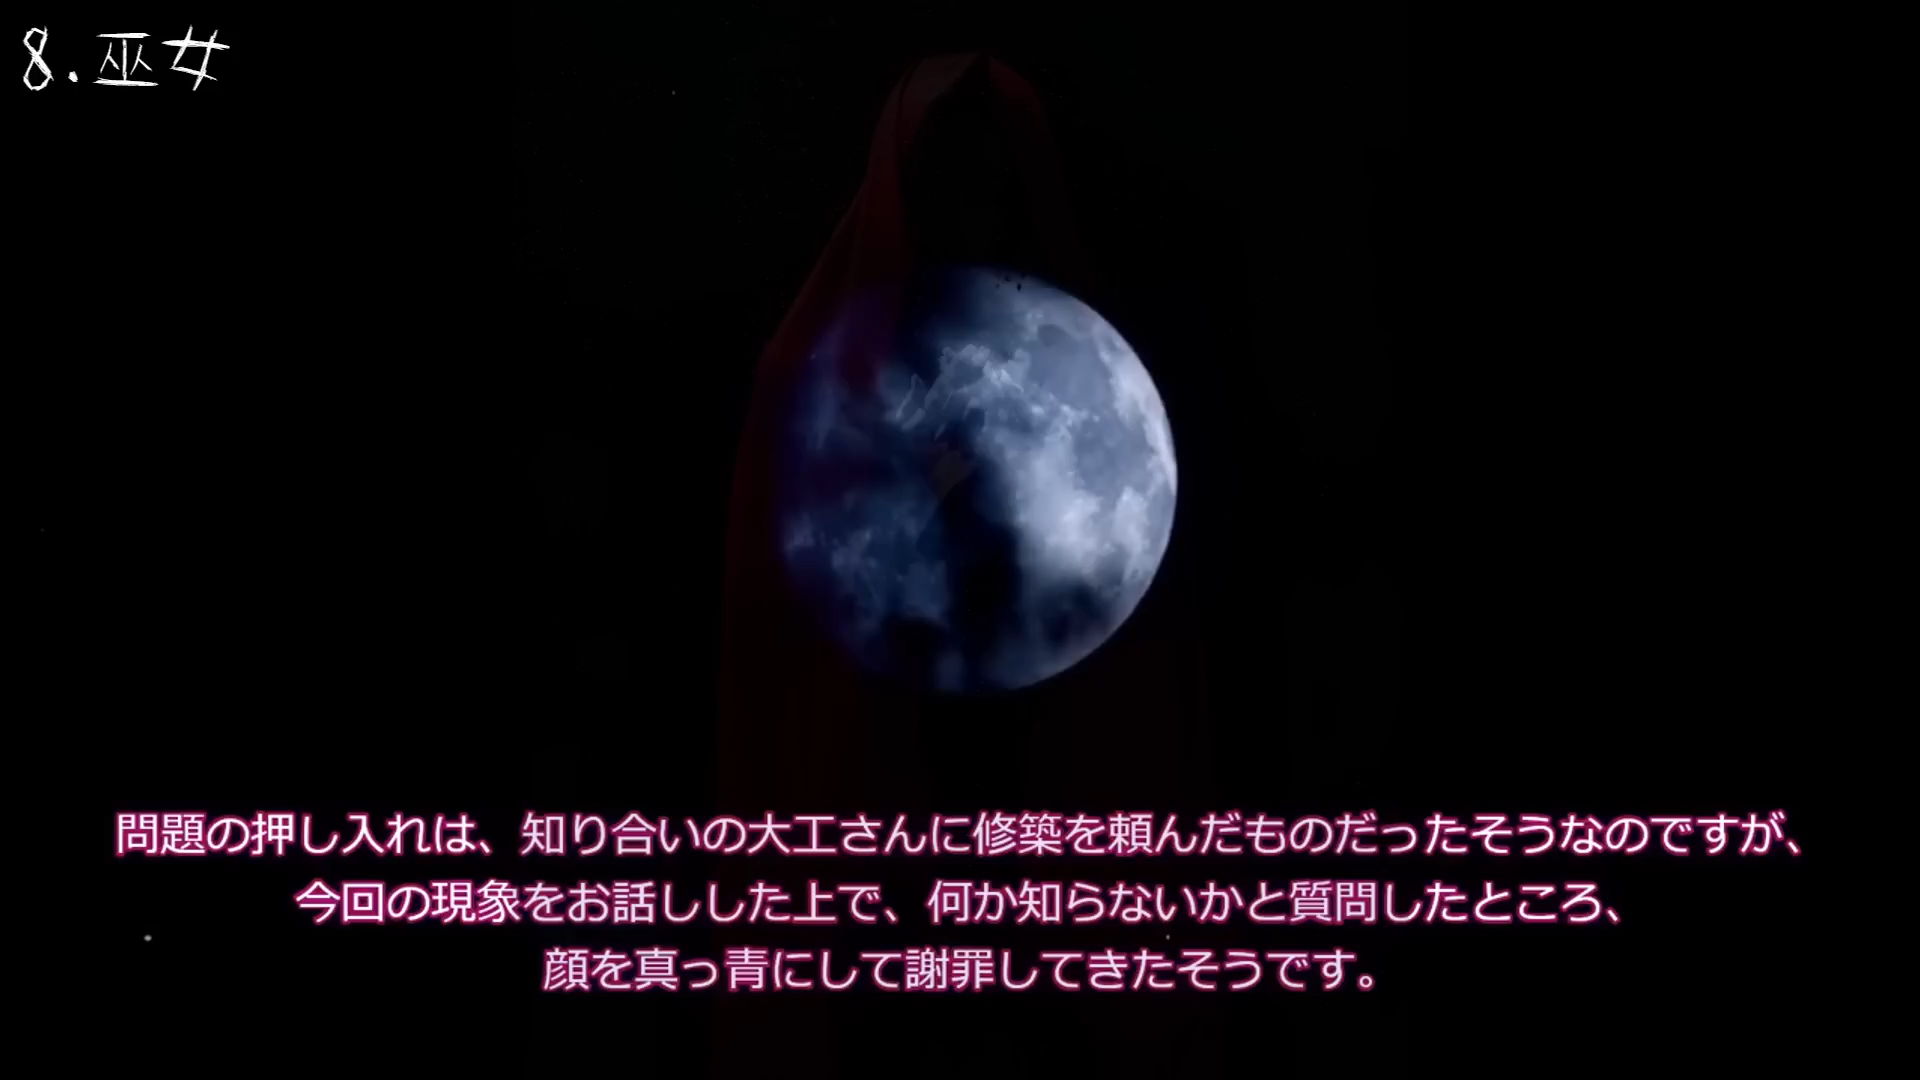 8.巫女
問題の押し入れは、知り合いの大工さんに修築を頼んだものだったそうなのですが、
今回の現象をお話しした上で、何か知らないかと質問したところ、
顔を真っ青にして謝罪してきたそうです。